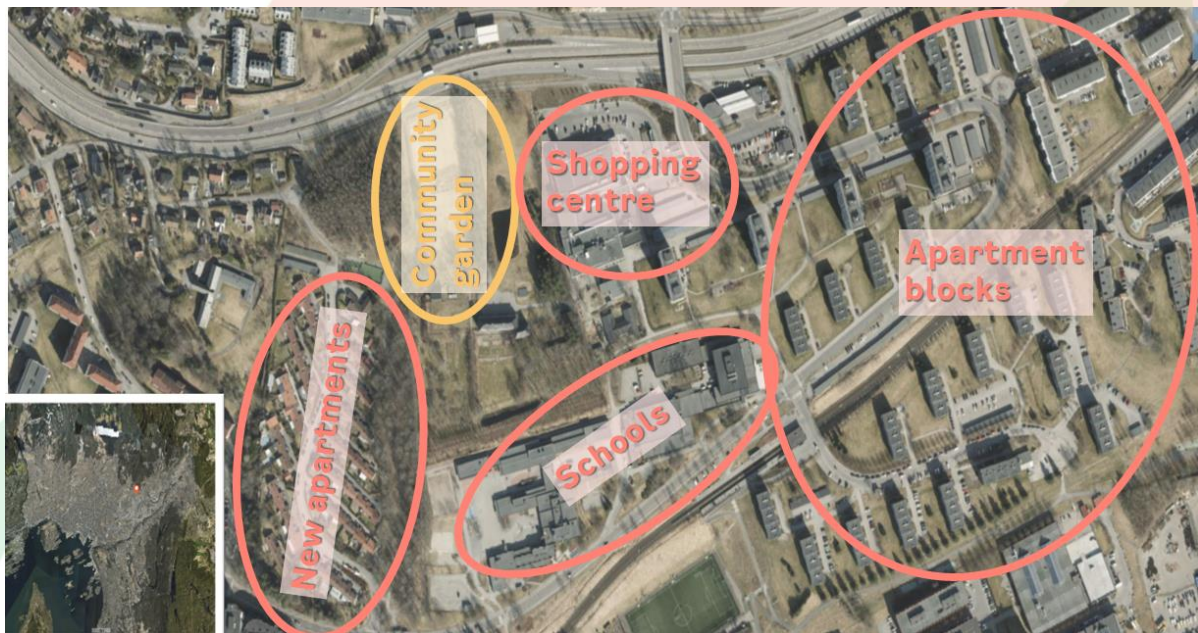 Community
garden
Shopping
centre
Apartment
blocks
New apartments
Schools